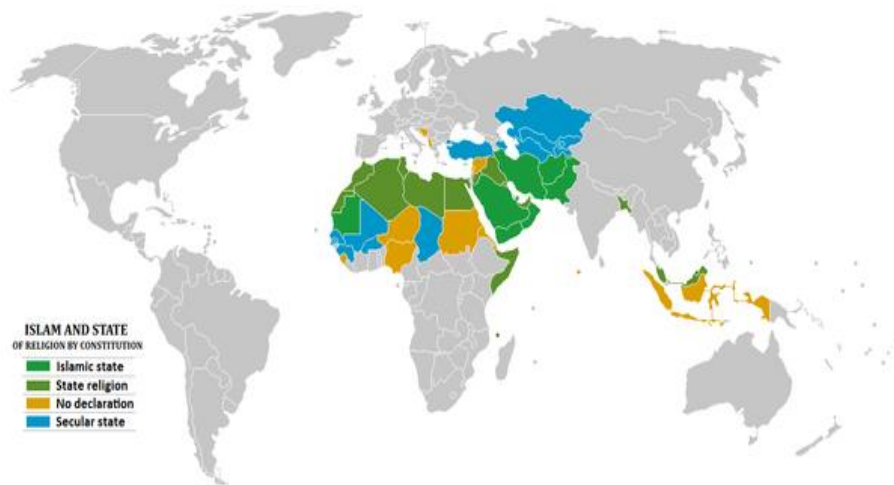 ISLAM AND STATE
OF RELIGION BY CONSTITUTION
Islamic state
State religion
No declaration
Secular state